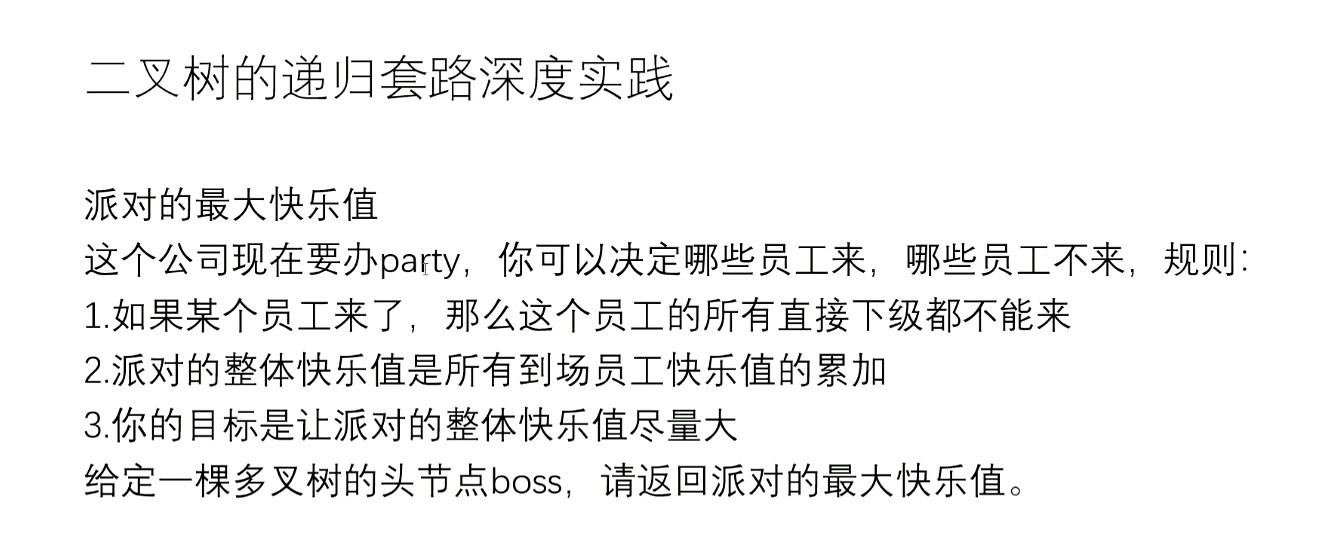 二叉树的递归套路深度实践
派对的最大快乐值
这个公司现在要办party，你可以决定哪些员工来，哪些员工不来，规则：
1.如果某个员工来了，那么这个员工的所有直接下级都不能来
2.派对的整体快乐值是所有到场员工快乐值的累加
3.你的目标是让派对的整体快乐值尽量大
给定一棵多叉树的头节点boss，请返回派对的最大快乐值。